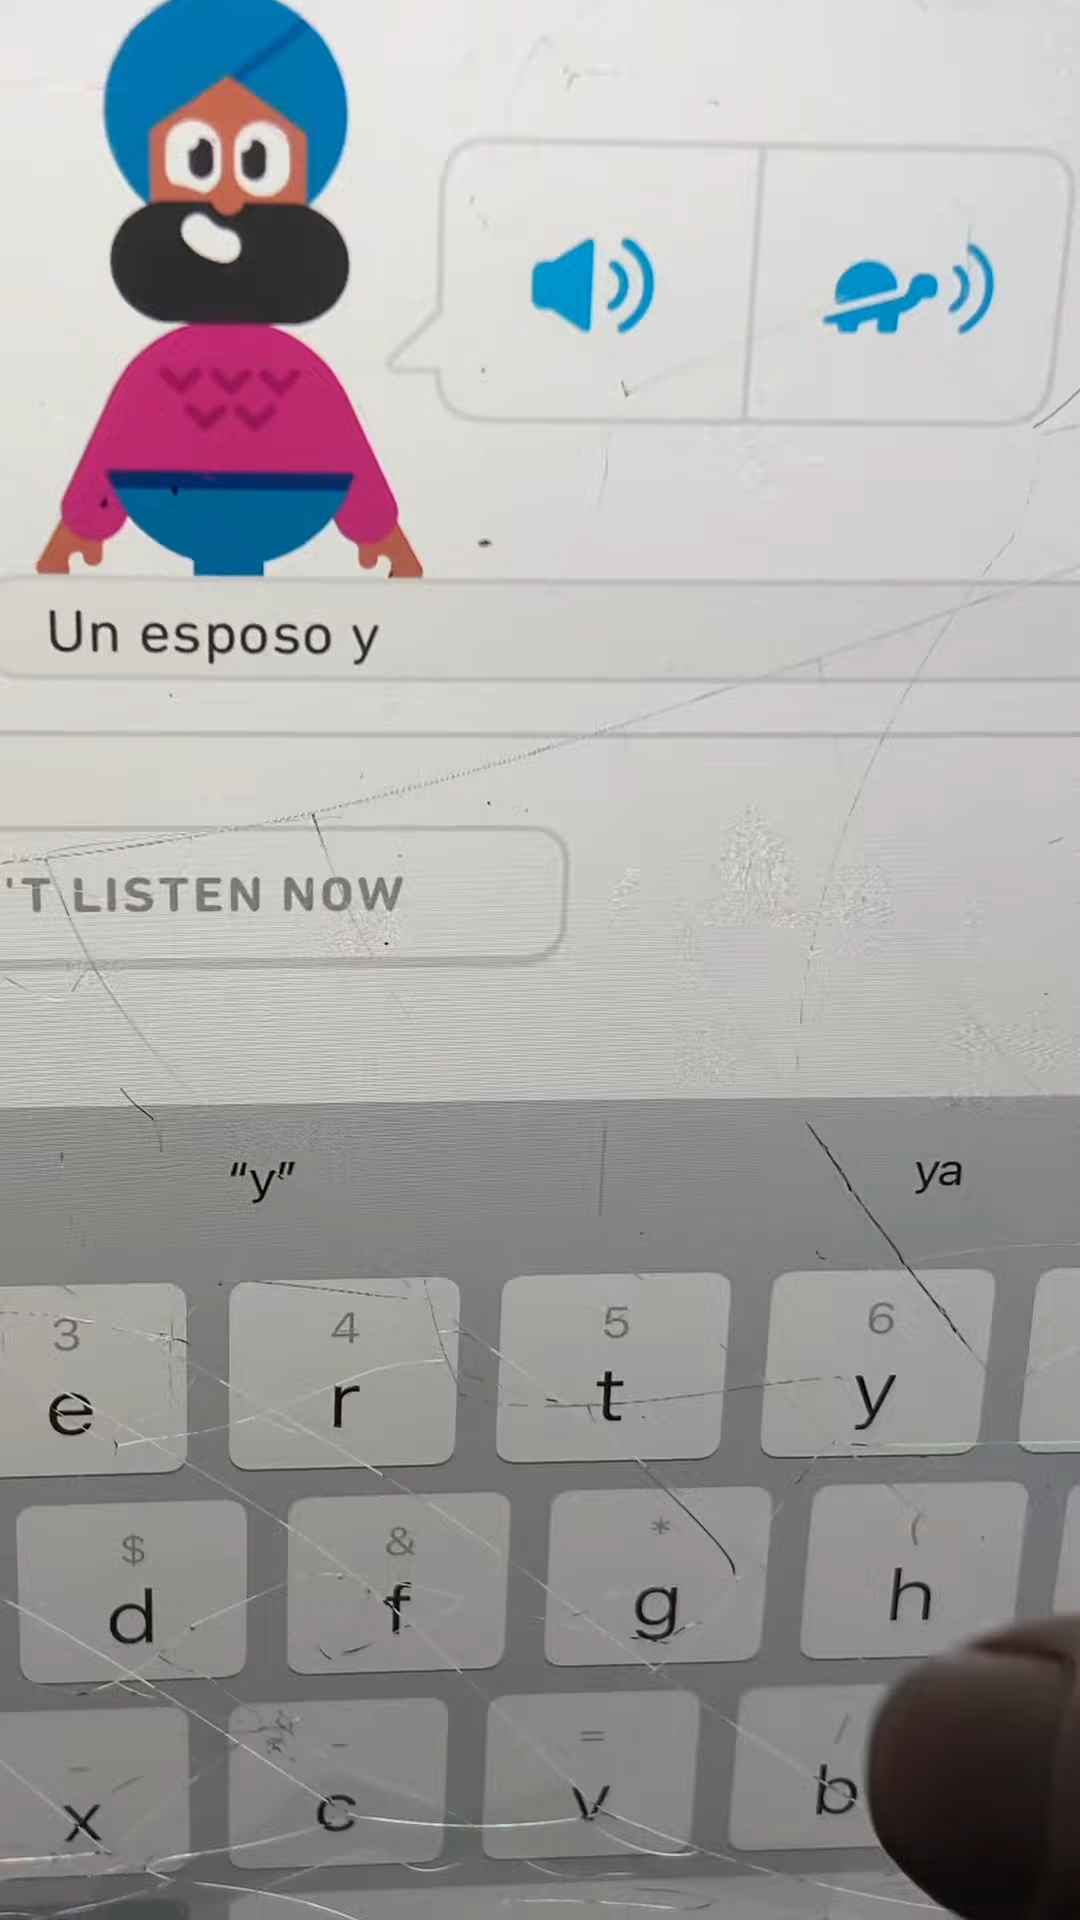 Un esposo y
'T LISTEN NOW
“y” ya
3 4 5 6
e r t y
$ & * (
d f g h
- = /
x c v b